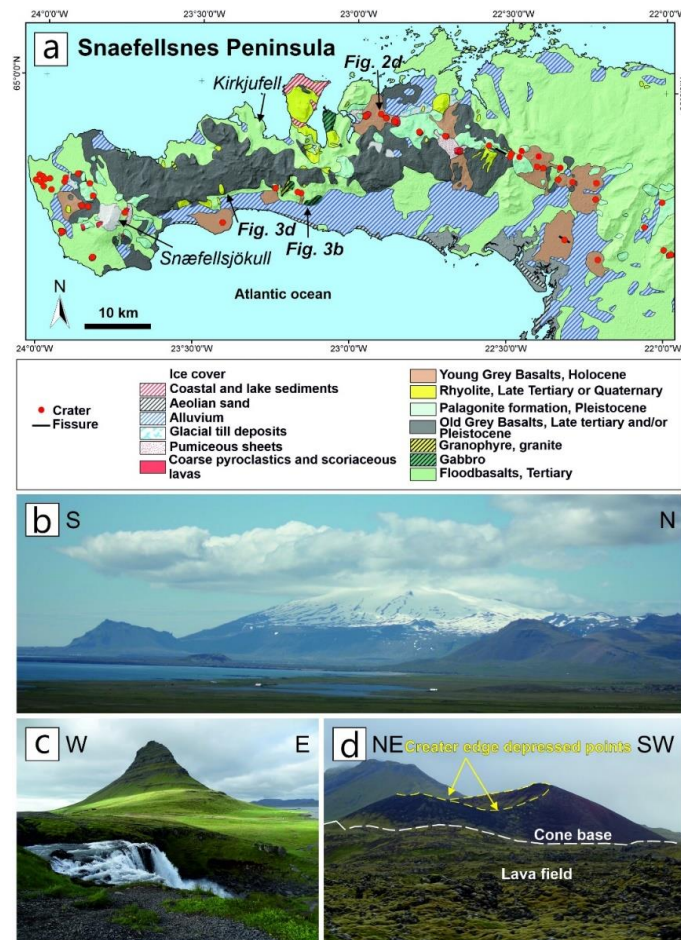 24°0'0"W
23°30'0"W
23°0'0"W
22°30'0"W
22°0'0"W
a Snaefellsnes Peninsula
65°0'0"N
Kirkjufell
Fig. 2d
Fig. 3d
Fig. 3b
Snæfellsjökull
N
Atlantic ocean
10 km
24°0'0"W
23°30'0"W
23°0'0"W
22°30'0"W
22°0'0"W
Crater
Fissure
Ice cover
Coastal and lake sediments
Aeolian sand
Alluvium
Glacial till deposits
Pumiceous sheets
Coarse pyroclastics and scoriaceous
lavas
Young Grey Basalts, Holocene
Rhyolite, Late Tertiary or Quaternary
Palagonite formation, Pleistocene
Old Grey Basalts, Late tertiary and/or
Pleistocene
Granophyre, granite
Gabbro
Floodbasalts, Tertiary
b S
N
c W
E
d NE
SW
Creater edge depressed points
Cone base
Lava field